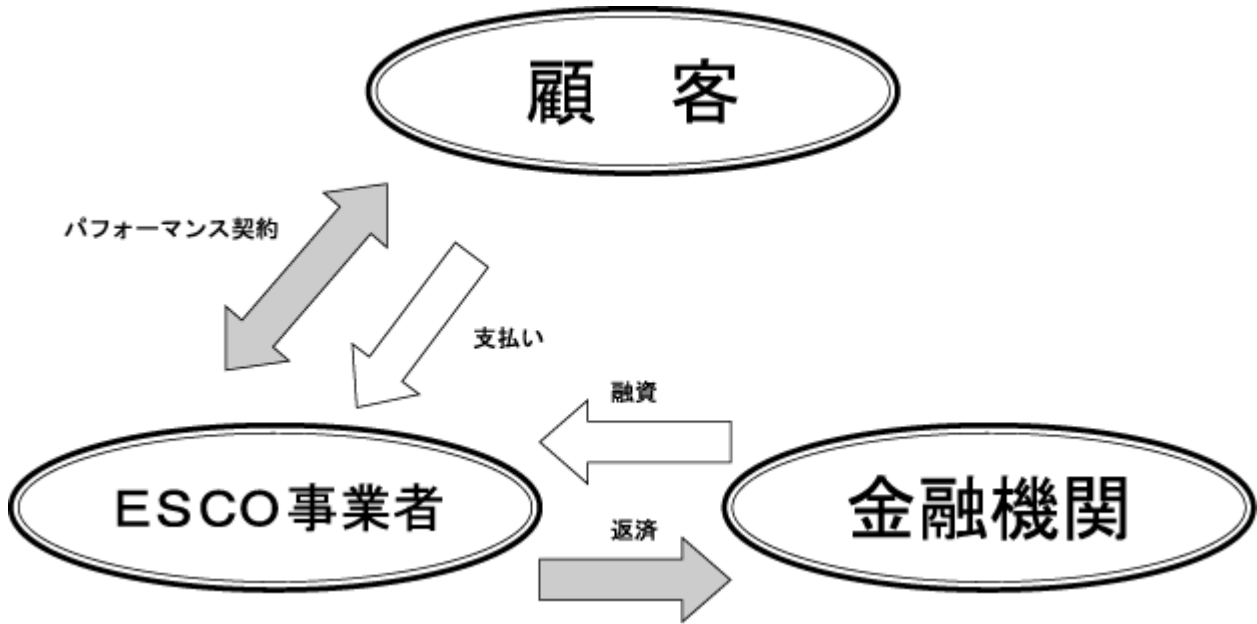 顧　客
パフォーマンス契約
支払い
融資
ＥＳＣＯ事業者
金融機関
返済